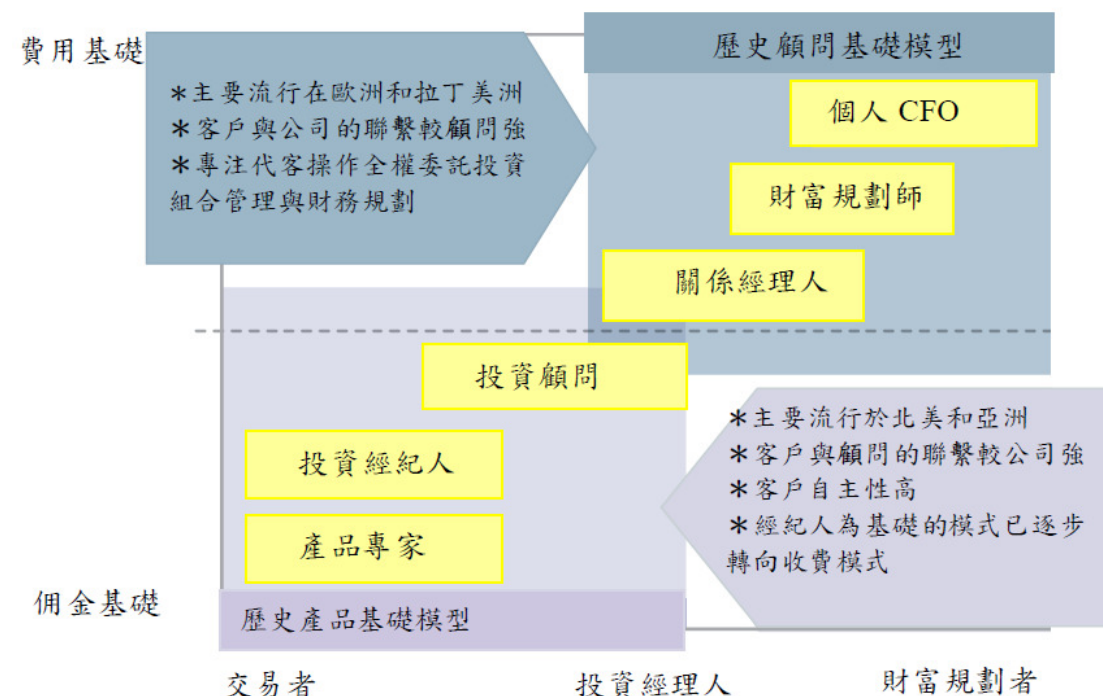 費用基礎
歷史顧問基礎模型
＊主要流行在歐洲和拉丁美洲
＊客戶與公司的聯繫較顧問強
＊專注代客操作全權委託投資
組合管理與財務規劃
個人 CFO
財富規劃師
關係經理人
投資顧問
投資經紀人
產品專家
＊主要流行於北美和亞洲
＊客戶與顧問的聯繫較公司強
＊客戶自主性高
＊經紀人為基礎的模式已逐步
轉向收費模式
佣金基礎
歷史產品基礎模型
交易者
投資經理人
財富規劃者